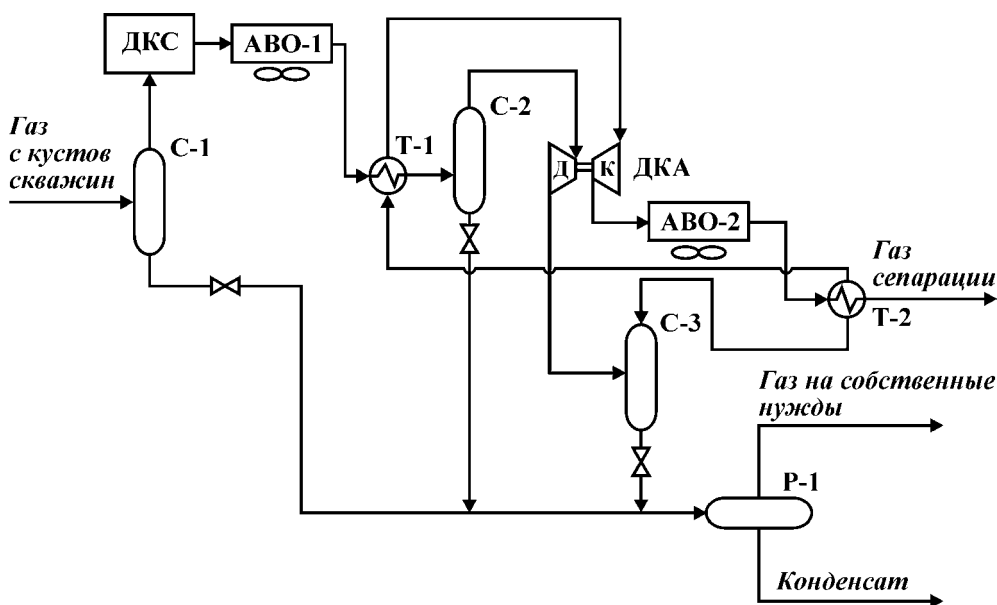 ДКС
АВО-1
Газ
с кустов
скважин
С-1
Т-1
С-2
Д
К
ДКА
АВО-2
Газ
сепарации
Т-2
С-3
Газ на собственные
нужды
Р-1
Конденсат